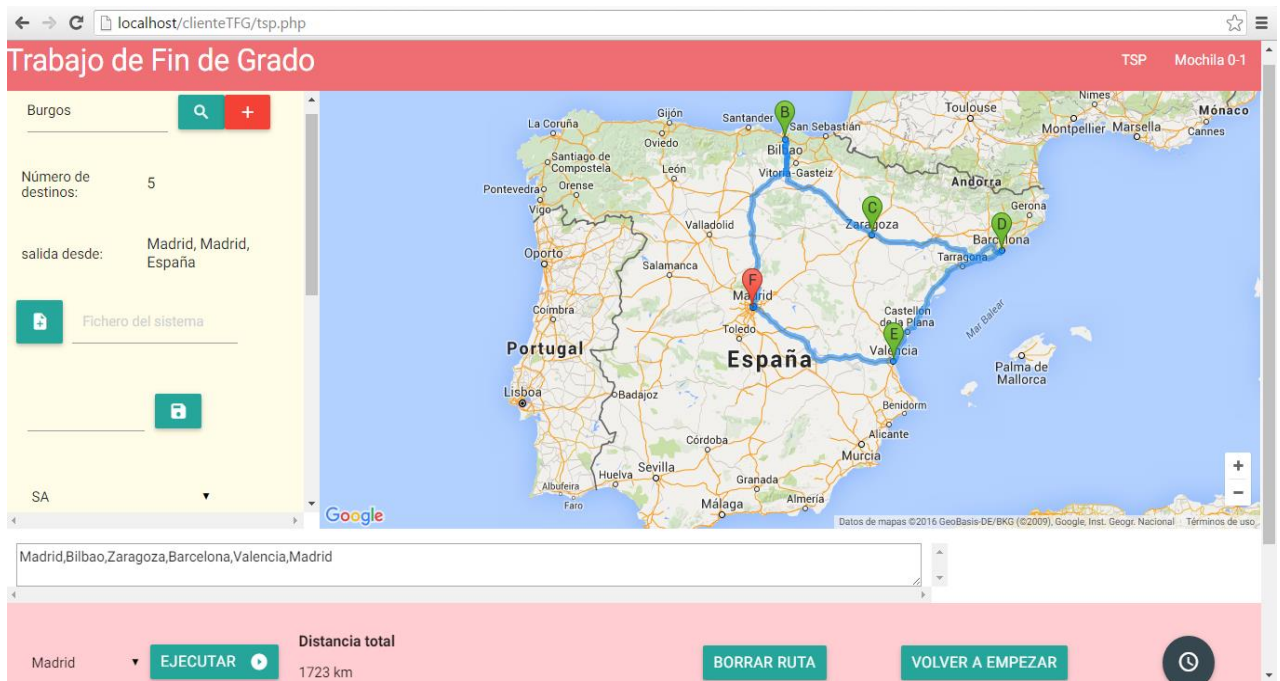 localhost/clienteTFG/tsp.php
Trabajo de Fin de Grado
TSP Mochila 0-1
Burgos
+
Número de
destinos:
5
salida desde:
Madrid, Madrid,
España
Fichero del sistema
SA
La Coruña
Gijón
Santander
B
San Sebastián
Toulouse
Nimes
Montpellier
Marsella
Mónaco
Cannes
Oviedo
Bilbao
Santiago de
Compostela
León
Vitoria-Gasteiz
Pontevedra
Orense
Andorra
Vigo
C
Gerona
Valladolid
Zaragoza
D
Barcelona
Oporto
Salamanca
Tarragona
F
Madrid
Coimbra
Toledo
Castellon
de la Plana
Mar Balear
Portugal
España
E
Valencia
Palma de
Mallorca
Lisboa
Badajoz
Benidorm
Córdoba
Alicante
Murcia
Huelva
Sevilla
Granada
Albufeira
Faro
Málaga
Almería
+
−
Google
Datos de mapas ©2016 GeoBasis-DE/BKG (©2009), Google, Inst. Geogr. Nacional Términos de uso
Madrid,Bilbao,Zaragoza,Barcelona,Valencia,Madrid
Madrid
EJECUTAR
Distancia total
1723 km
BORRAR RUTA
VOLVER A EMPEZAR